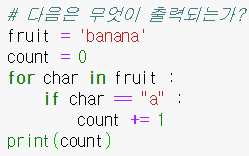 # 다음은 무엇이 출력되는가?
fruit = 'banana'
count = 0
for char in fruit :
    if char == "a" :
        count += 1
print(count)